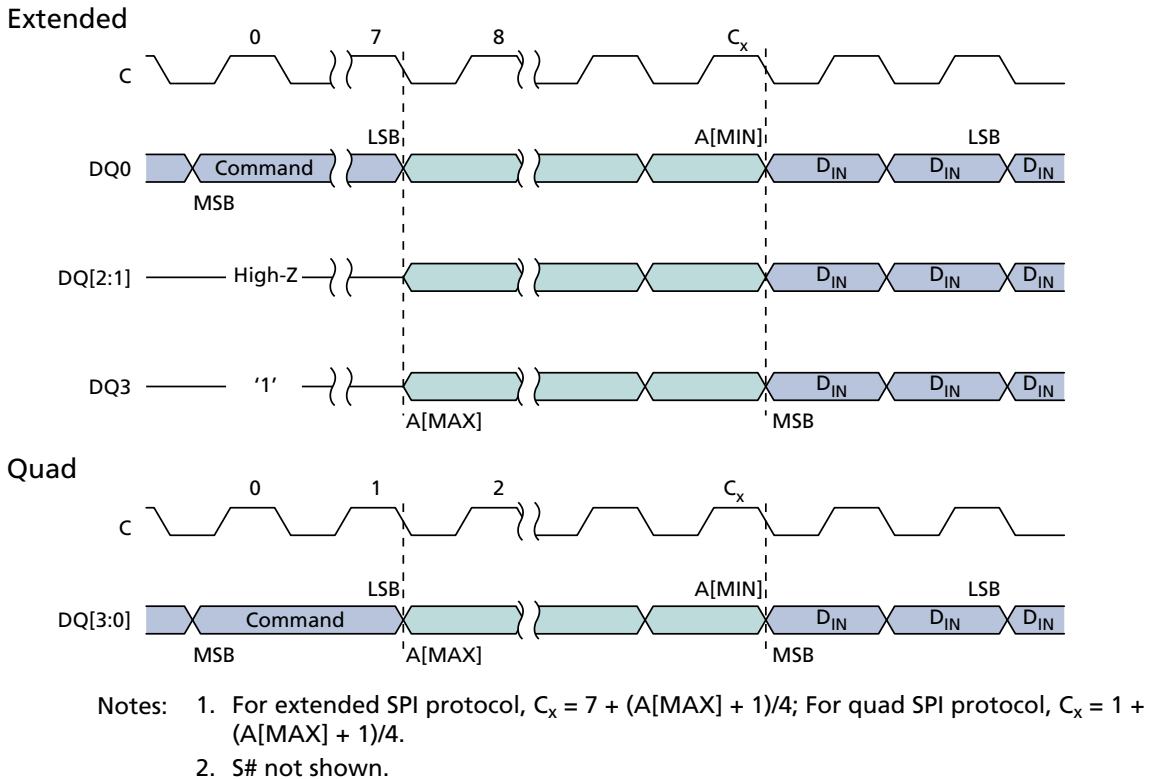 Extended
0 7 8 Cx
C
LSB A[MIN] LSB
DQ0 Command DIN DIN DIN
MSB
DQ[2:1] High-Z DIN DIN DIN
DQ3 '1' DIN DIN DIN
A[MAX] MSB
Quad
0 1 2 Cx
C
LSB A[MIN] LSB
DQ[3:0] Command DIN DIN DIN
MSB A[MAX] MSB
Notes: 1. For extended SPI protocol, Cx = 7 + (A[MAX] + 1)/4; For quad SPI protocol, Cx = 1 +
(A[MAX] + 1)/4.
2. S# not shown.